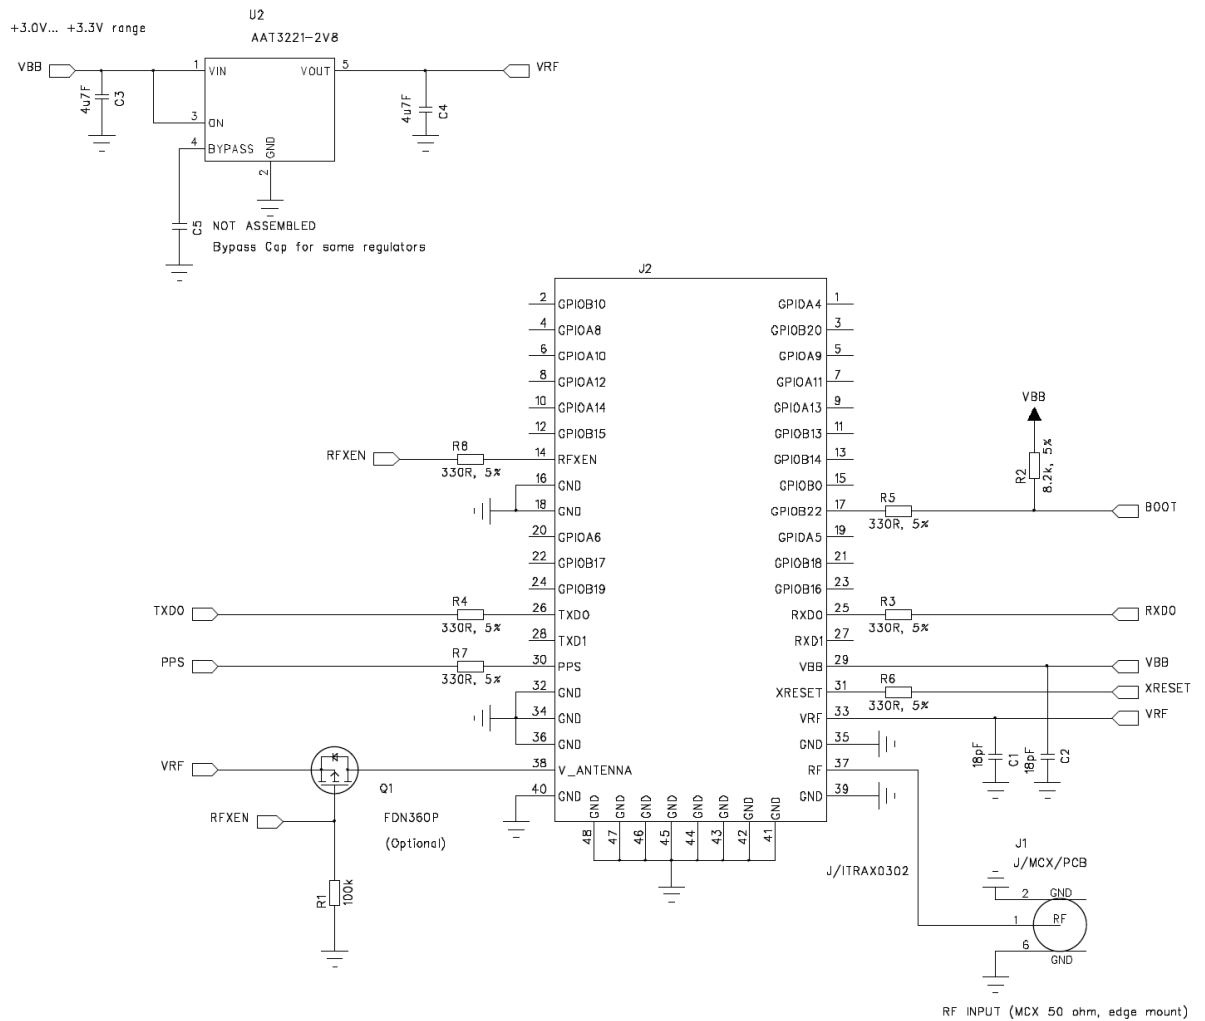 U2
+3.0V... +3.3V range
AAT3221-2V8
VBB
1
VIN
VOUT
5
VRF
4u7F
C3
3
ON
4u7F
C4
4
BYPASS
GND
2
C5
NOT ASSEMBLED
Bypass Cap for some regulators
J2
2 GPIOB10
GPIOA4 1
4 GPIOA8
GPIOB20 3
6 GPIOA10
GPIOA9 5
8 GPIOA12
GPIOA11 7
10 GPIOA14
GPIOA13 9
12 GPIOB15
GPIOB13 11
VBB
RFXEN
R8
330R, 5%
14 RFXEN
GPIOB14 13
R2
8.2k, 5%
16 GND
GPIOB0 15
18 GND
GPIOB22 17
R5
330R, 5%
BOOT
20 GPIOA6
GPIOA5 19
22 GPIOB17
GPIOB18 21
24 GPIOB19
GPIOB16 23
TXD0
R4
330R, 5%
26 TXD0
RXD0 25
R3
330R, 5%
RXD0
28 TXD1
RXD1 27
PPS
R7
330R, 5%
30 PPS
VBB 29
VBB
32 GND
XRESET 31
R6
330R, 5%
XRESET
34 GND
VRF 33
VRF
36 GND
GND 35
18pF
C1
18pF
C2
VRF
38 V_ANTENNA
RF 37
Q1
40 GND
GND 39
RFXEN
FDN360P
(Optional)
GND GND GND GND GND GND GND GND
48 47 46 45 44 43 42 41
J/ITRAX0302
R1
100k
J1
J/MCX/PCB
2 GND
1 RF
6 GND
RF INPUT (MCX 50 ohm, edge mount)